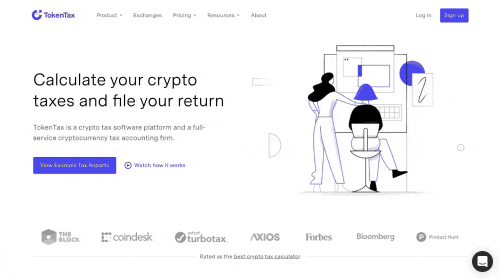 TokenTax
Product
Exchanges
Pricing
Resources
About
Log in
Sign up
Calculate your crypto
taxes and file your return
TokenTax is a crypto tax software platform and a full-
service cryptocurrency tax accounting firm.
View Example Tax Reports
Watch how it works
THE
BLOCK
coindesk
intuit
turbotax
AXIOS
Forbes
Bloomberg
Product Hunt
Rated as the best crypto tax calculator